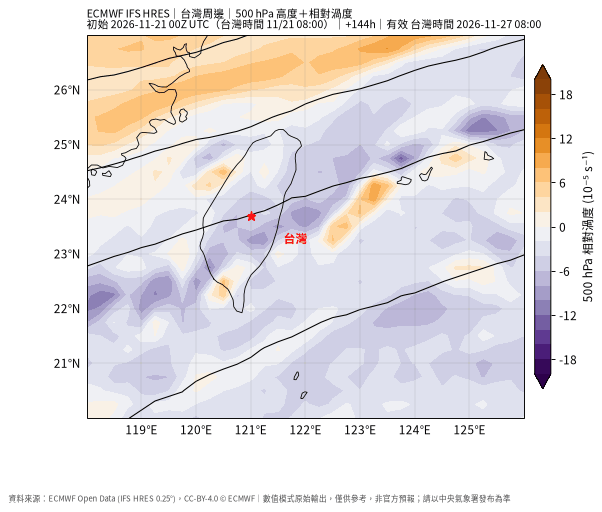 ECMWF IFS HRES｜台灣周邊｜500 hPa 高度＋相對渦度
初始 2026-11-21 00Z UTC（台灣時間 11/21 08:00）｜+144h｜有效 台灣時間 2026-11-27 08:00
26°N
25°N
24°N
23°N
22°N
21°N
119°E
120°E
121°E
122°E
123°E
124°E
125°E
台灣
18
12
6
0
-6
-12
-18
500 hPa 相對渦度 (10⁻⁵ s⁻¹)
資料來源：ECMWF Open Data (IFS HRES 0.25°)，CC-BY-4.0 © ECMWF｜數值模式原始輸出，僅供參考，非官方預報；請以中央氣象署發布為準